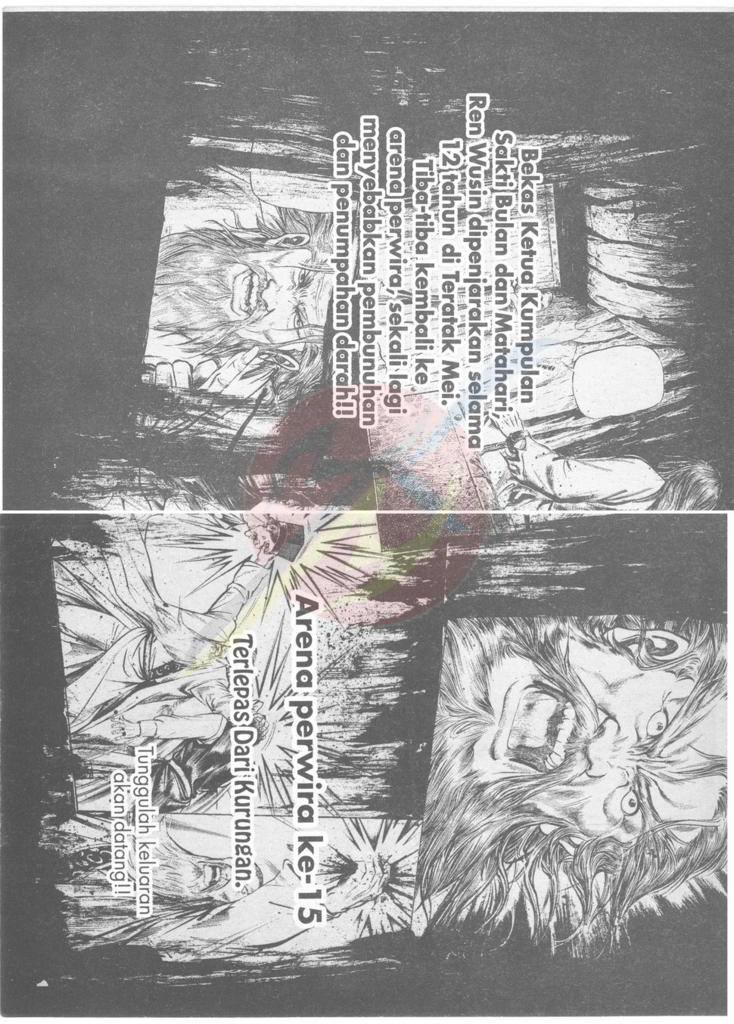 Bekas Ketua Kumpulan
Sakti Bulan dan Matahari,
Ren Wusin dipenjarakan selama
12 tahun di Teratak Mei.
Tiba-tiba kembali ke
arena perwira, sekali lagi
menyebabkan pembunuhan
dan penumpahan darah!!
Arena perwira ke-15
Terlepas Dari Kurungan.
Tunggulah keluaran
akan datang!!